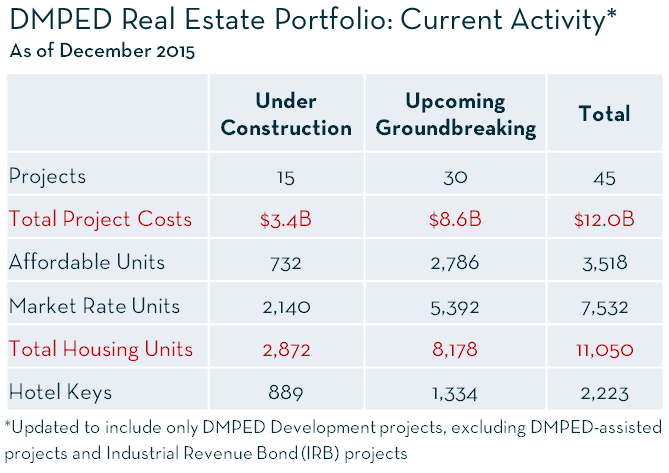 DMPED Real Estate Portfolio: Current Activity*
As of December 2015
Under Construction Upcoming Groundbreaking Total
Projects 15 30 45
Total Project Costs $3.4B $8.6B $12.0B
Affordable Units 732 2,786 3,518
Market Rate Units 2,140 5,392 7,532
Total Housing Units 2,872 8,178 11,050
Hotel Keys 889 1,334 2,223
*Updated to include only DMPED Development projects, excluding DMPED-assisted
projects and Industrial Revenue Bond (IRB) projects